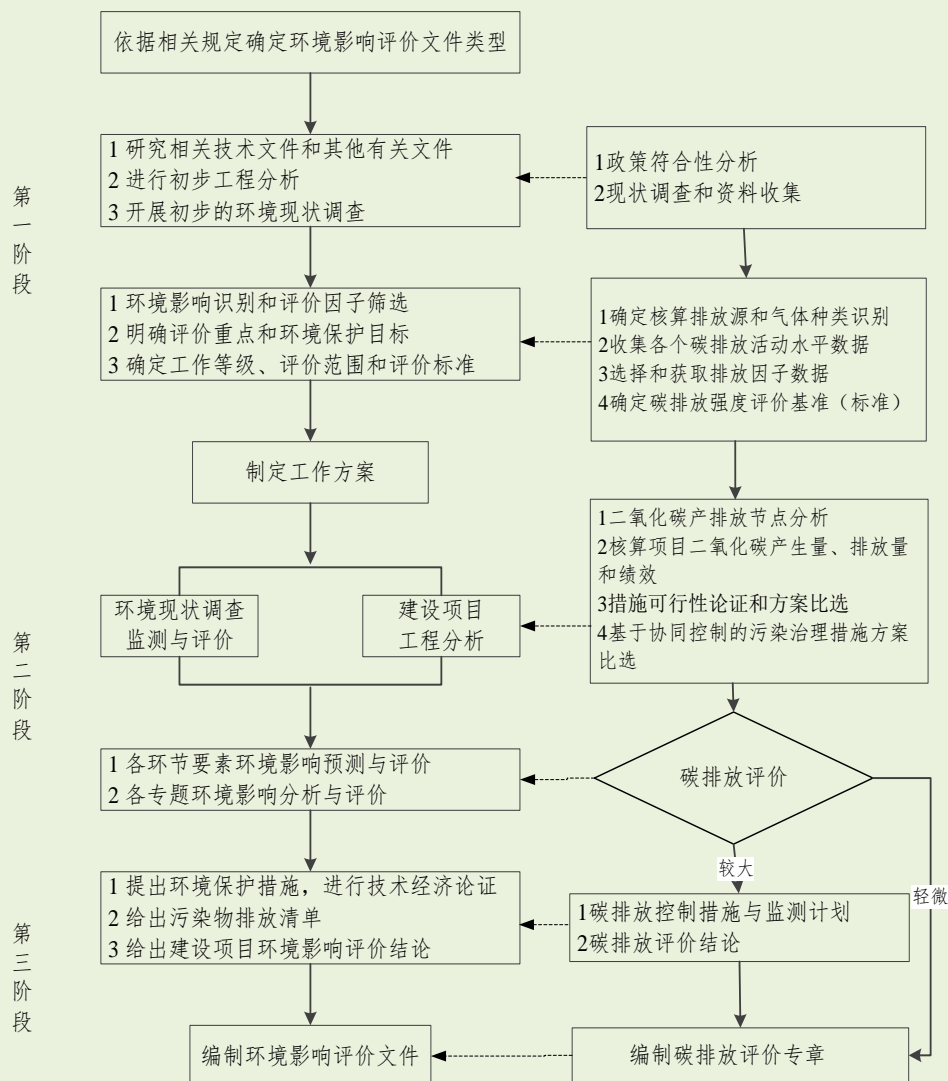 依据相关规定确定环境影响评价文件类型
第一阶段
1 研究相关技术文件和其他有关文件
2 进行初步工程分析
3 开展初步的环境现状调查
1政策符合性分析
2现状调查和资料收集
1 环境影响识别和评价因子筛选
2 明确评价重点和环境保护目标
3 确定工作等级、评价范围和评价标准
1确定核算排放源和气体种类识别
2收集各个碳排放活动水平数据
3选择和获取排放因子数据
4确定碳排放强度评价基准（标准）
制定工作方案
第二阶段
环境现状调查
监测与评价
建设项目
工程分析
1二氧化碳产排放节点分析
2核算项目二氧化碳产生量、排放量
和绩效
3措施可行性论证和方案比选
4基于协同控制的污染治理措施方案
比选
1 各环节要素环境影响预测与评价
2 各专题环境影响分析与评价
碳排放评价
较大
轻微
第三阶段
1 提出环境保护措施，进行技术经济论证
2 给出污染物排放清单
3 给出建设项目环境影响评价结论
1碳排放控制措施与监测计划
2碳排放评价结论
编制环境影响评价文件
编制碳排放评价专章